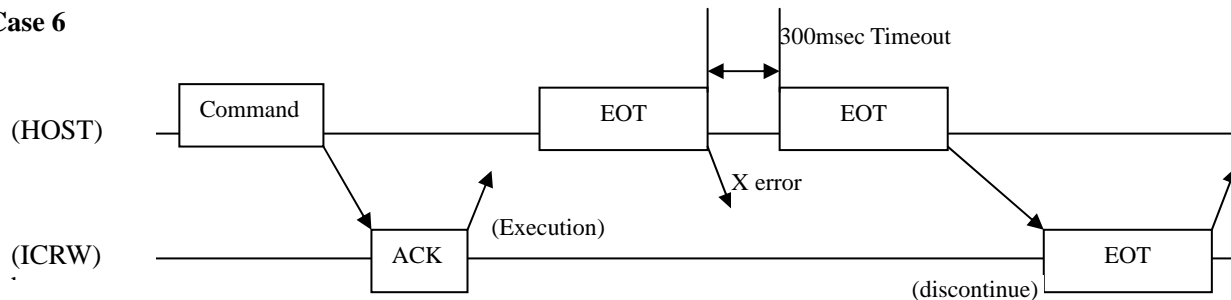 Case 6
300msec Timeout
Command
EOT
EOT
(HOST)
X error
(Execution)
(ICRW)
ACK
EOT
(discontinue)